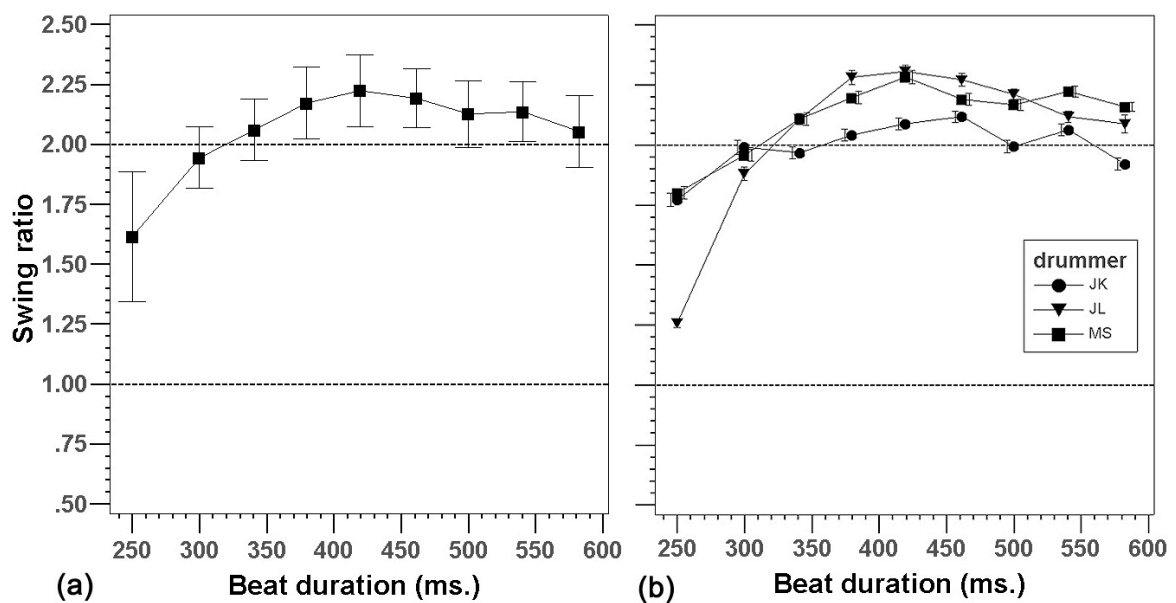 2.50
2.25
2.00
1.75
1.50
1.25
1.00
.75
.50
Swing ratio
250 300 350 400 450 500 550 600
(a) Beat duration (ms.)
drummer
JK
JL
MS
250 300 350 400 450 500 550 600
(b) Beat duration (ms.)